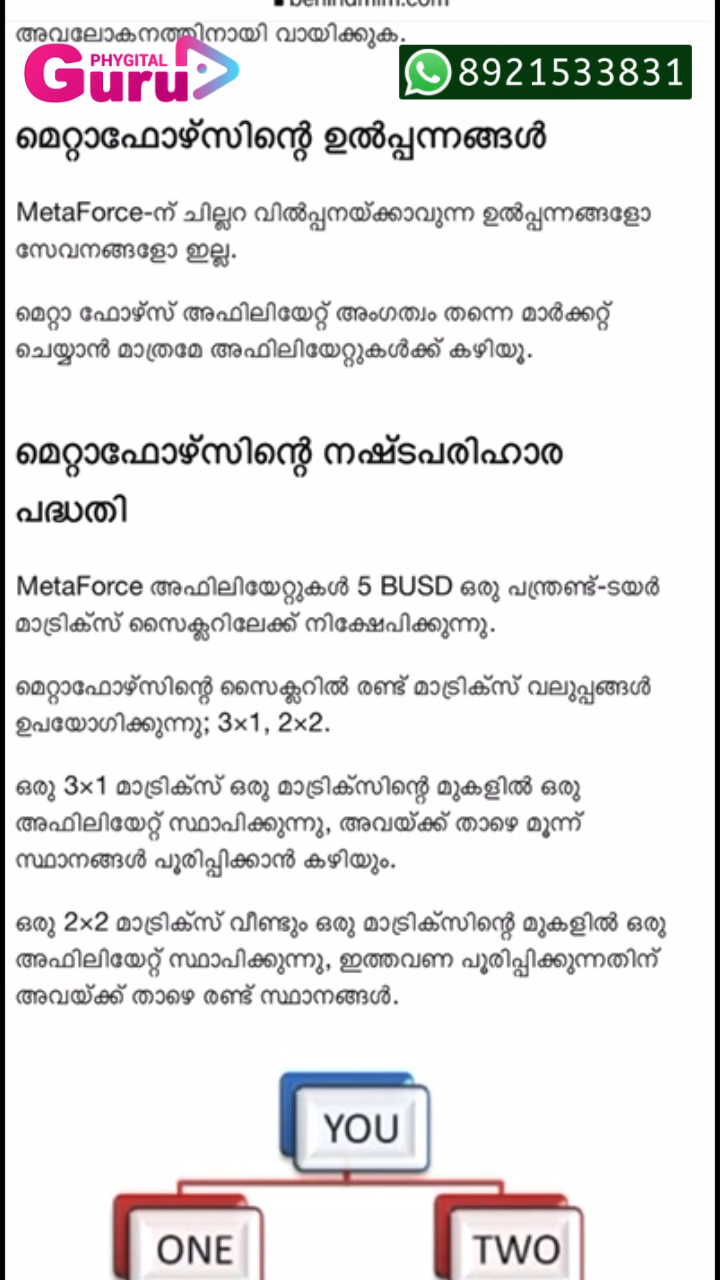 behindmlm.com
അവലോകനത്തിനായി വായിക്കുക.
PHYGITAL
Guru
8921533831
മെറ്റാഫോഴ്‌സിന്റെ ഉൽപ്പന്നങ്ങൾ
MetaForce-ന് ചില്ലറ വിൽപ്പനയ്ക്കാവുന്ന ഉൽപ്പന്നങ്ങളോ
സേവനങ്ങളോ ഇല്ല.
മെറ്റാ ഫോഴ്‌സ് അഫിലിയേറ്റ് അംഗത്വം തന്നെ മാർക്കറ്റ്
ചെയ്യാൻ മാത്രമേ അഫിലിയേറ്റുകൾക്ക് കഴിയൂ.
മെറ്റാഫോഴ്‌സിന്റെ നഷ്ടപരിഹാര
പദ്ധതി
MetaForce അഫിലിയേറ്റുകൾ 5 BUSD ഒരു പന്ത്രണ്ട്-ടയർ
മാട്രിക്സ് സൈക്ലറിലേക്ക് നിക്ഷേപിക്കുന്നു.
മെറ്റാഫോഴ്‌സിന്റെ സൈക്ലറിൽ രണ്ട് മാട്രിക്സ് വലുപ്പങ്ങൾ
ഉപയോഗിക്കുന്നു; 3×1, 2×2.
ഒരു 3×1 മാട്രിക്സ് ഒരു മാട്രിക്സിന്റെ മുകളിൽ ഒരു
അഫിലിയേറ്റ് സ്ഥാപിക്കുന്നു, അവയ്ക്ക് താഴെ മൂന്ന്
സ്ഥാനങ്ങൾ പൂരിപ്പിക്കാൻ കഴിയും.
ഒരു 2×2 മാട്രിക്സ് വീണ്ടും ഒരു മാട്രിക്സിന്റെ മുകളിൽ ഒരു
അഫിലിയേറ്റ് സ്ഥാപിക്കുന്നു, ഇത്തവണ പൂരിപ്പിക്കുന്നതിന്
അവയ്ക്ക് താഴെ രണ്ട് സ്ഥാനങ്ങൾ.
YOU
ONE TWO